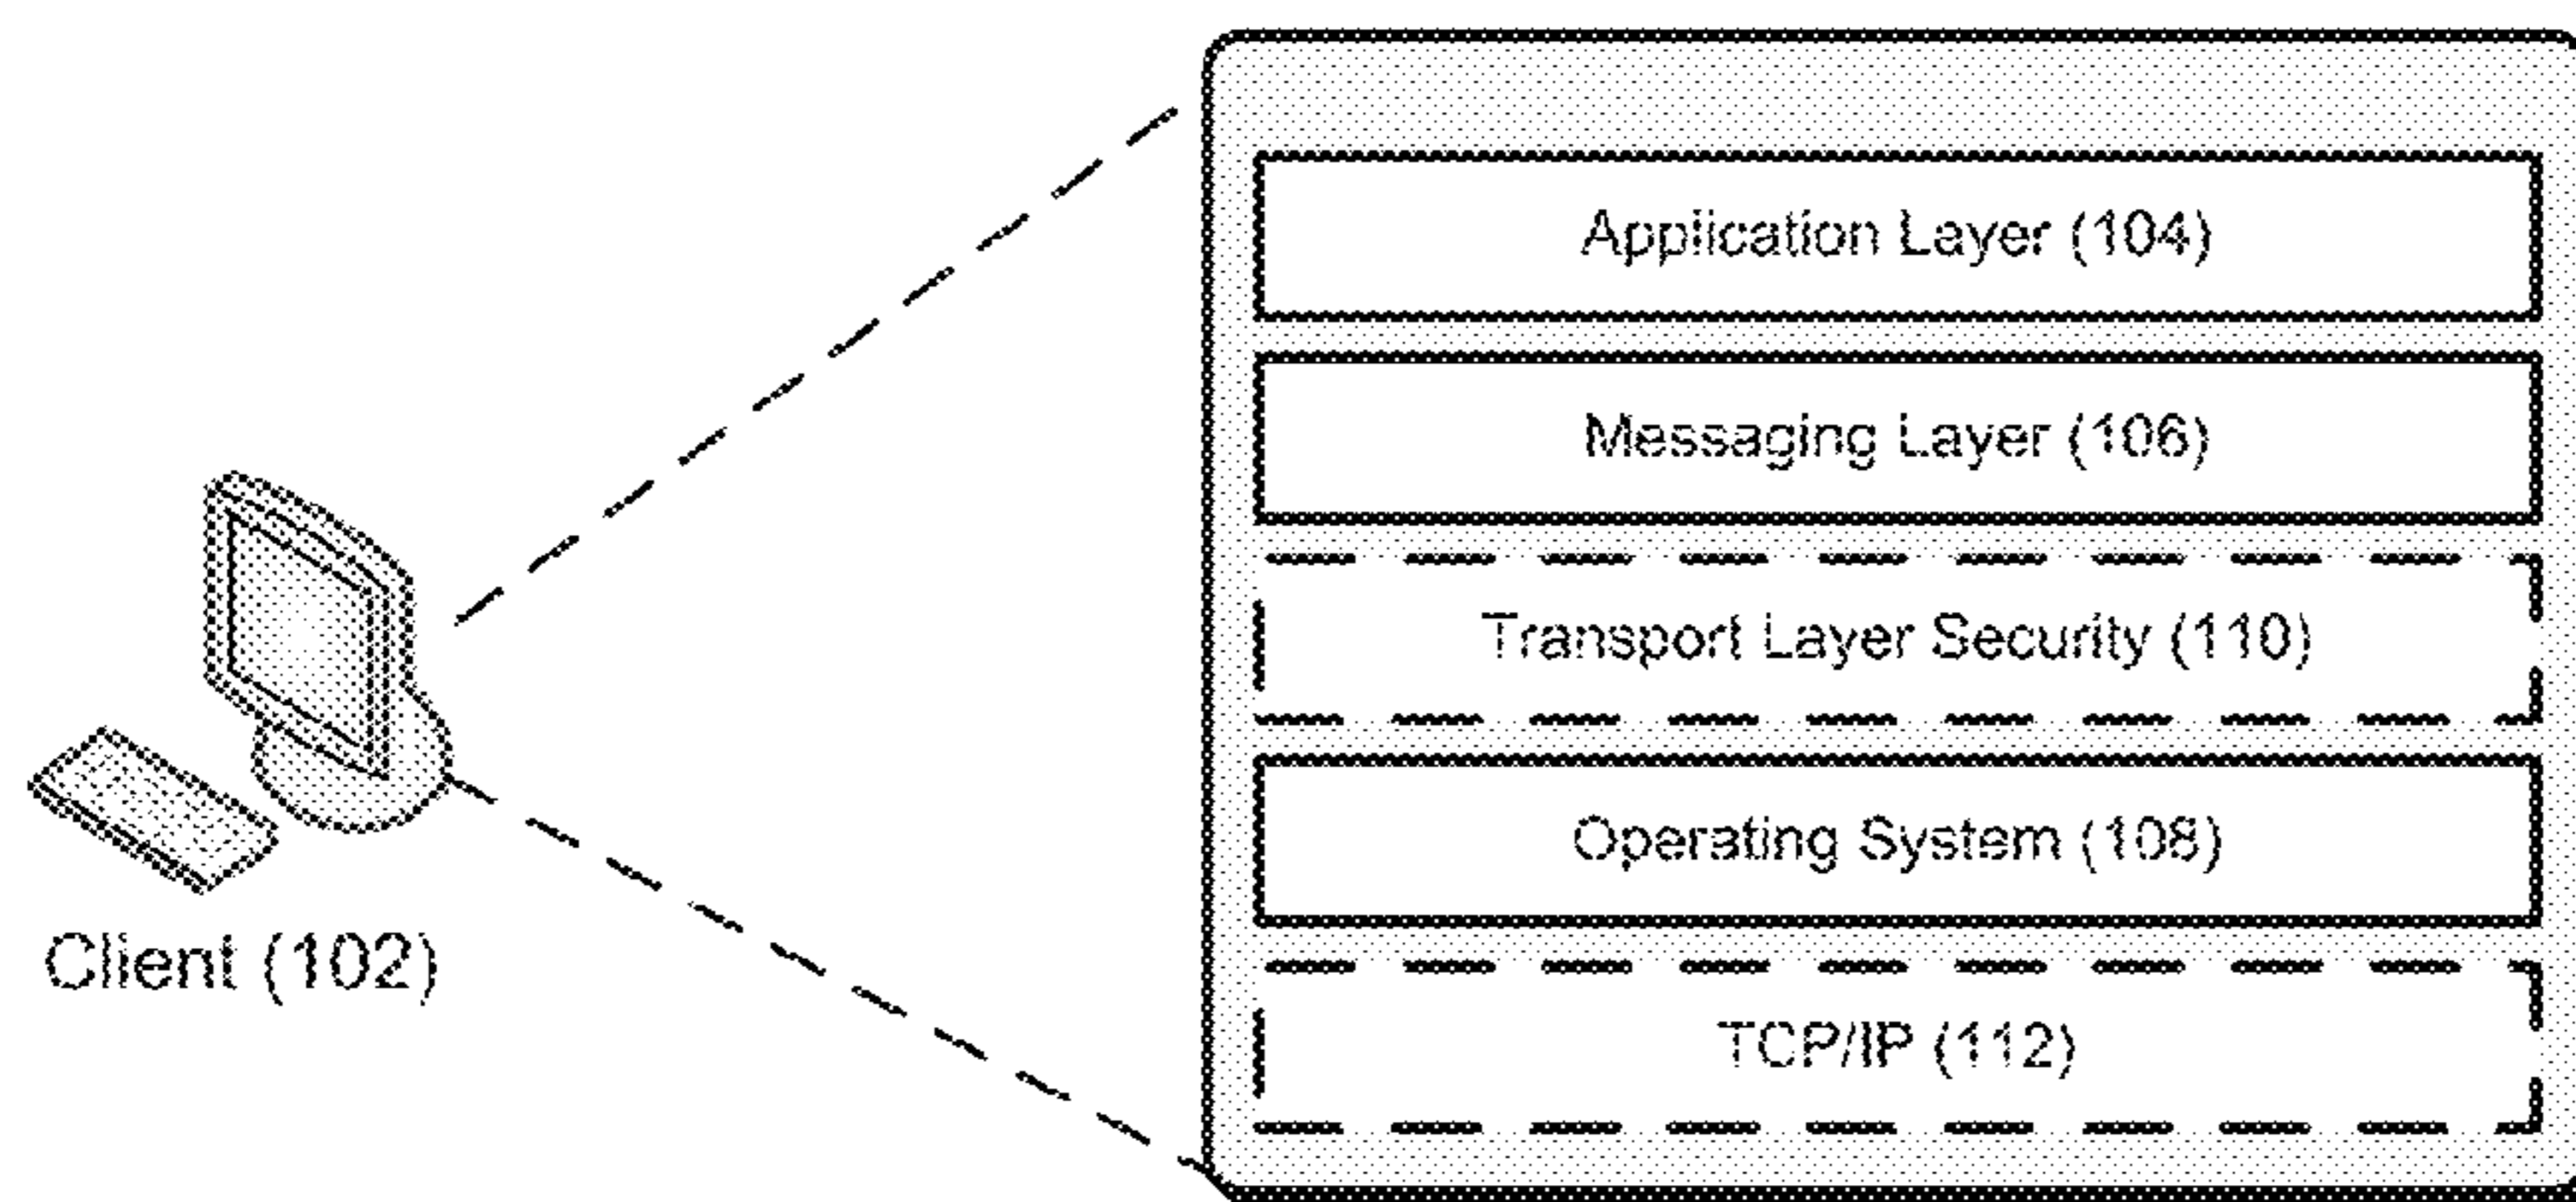 Application Layer (104)
Messaging Layer (106)
Transport Layer Security (110)
Operating System (108)
Client (102)
TCP/IP (112)